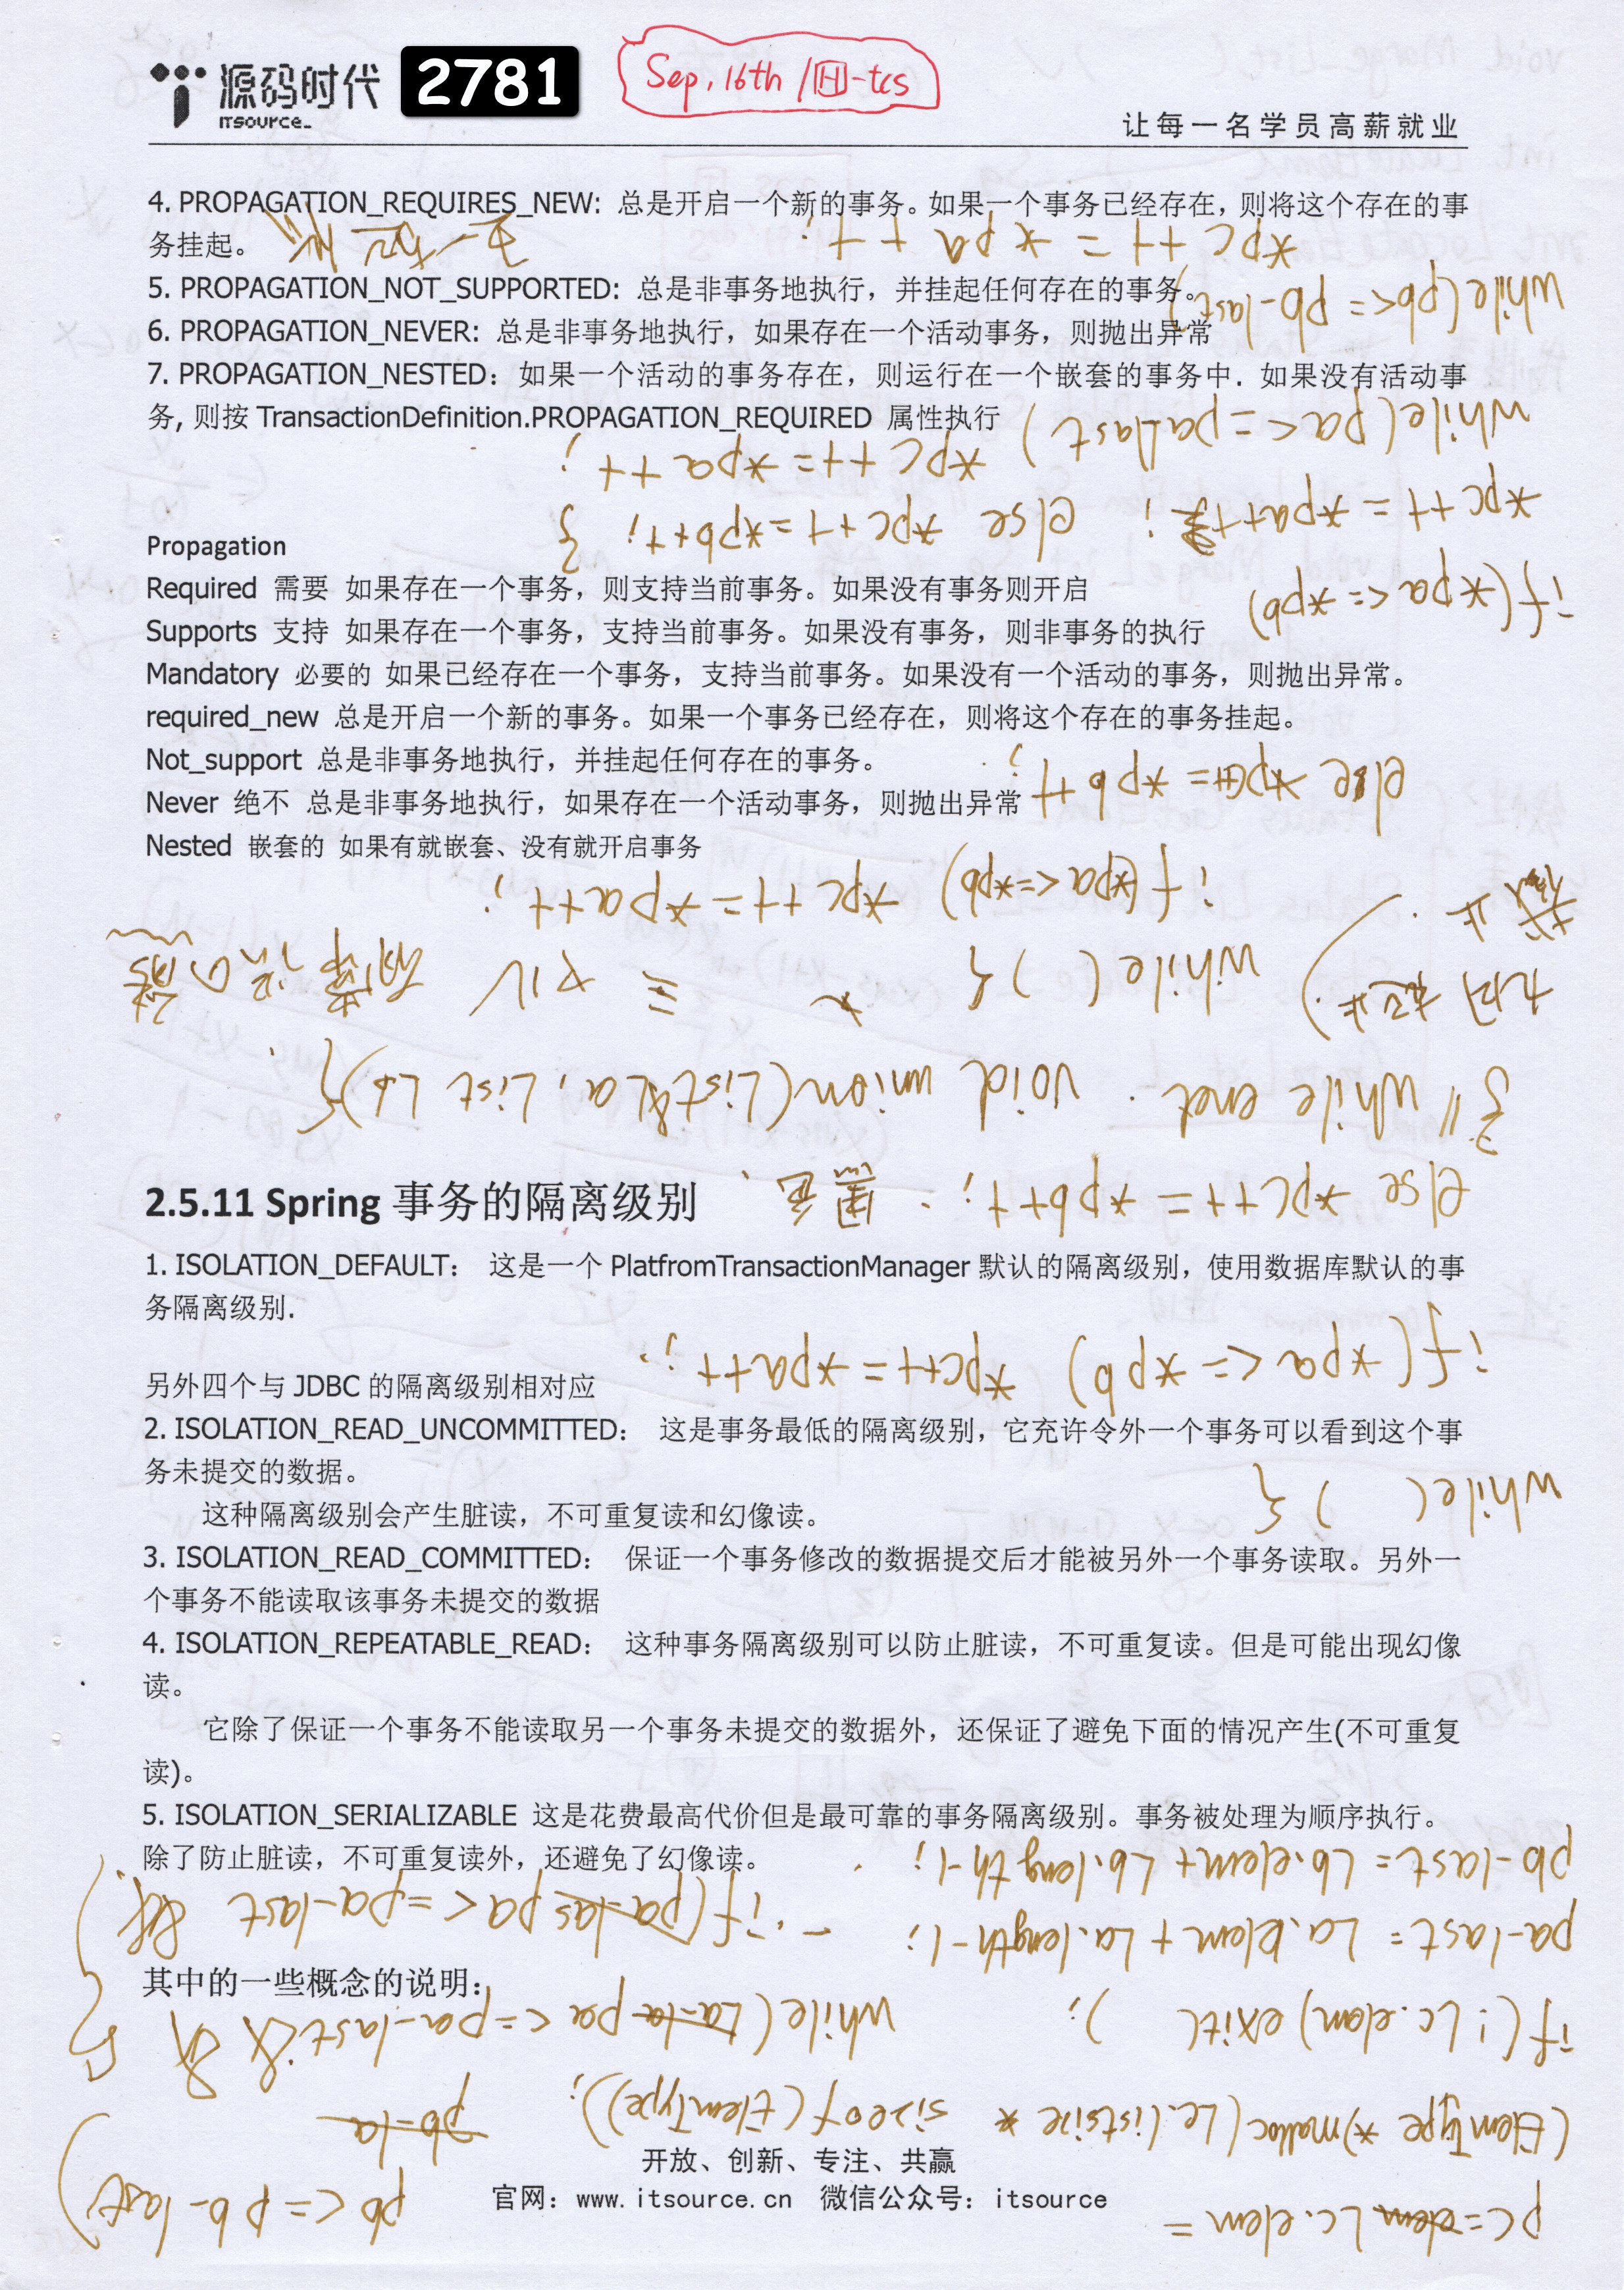 源码时代
ITSOURCE_
2781
Sep, 16th / 日-tcs
让每一名学员高薪就业
4. PROPAGATION_REQUIRES_NEW: 总是开启一个新的事务。如果一个事务已经存在，则将这个存在的事
务挂起。
5. PROPAGATION_NOT_SUPPORTED: 总是非事务地执行，并挂起任何存在的事务。
6. PROPAGATION_NEVER: 总是非事务地执行，如果存在一个活动事务，则抛出异常
7. PROPAGATION_NESTED：如果一个活动的事务存在，则运行在一个嵌套的事务中. 如果没有活动事
务, 则按 TransactionDefinition.PROPAGATION_REQUIRED 属性执行
Propagation
Required 需要 如果存在一个事务，则支持当前事务。如果没有事务则开启
Supports 支持 如果存在一个事务，支持当前事务。如果没有事务，则非事务的执行
Mandatory 必要的 如果已经存在一个事务，支持当前事务。如果没有一个活动的事务，则抛出异常。
required_new 总是开启一个新的事务。如果一个事务已经存在，则将这个存在的事务挂起。
Not_support 总是非事务地执行，并挂起任何存在的事务。
Never 绝不 总是非事务地执行，如果存在一个活动事务，则抛出异常
Nested 嵌套的 如果有就嵌套、没有就开启事务
2.5.11 Spring 事务的隔离级别
1. ISOLATION_DEFAULT： 这是一个 PlatfromTransactionManager 默认的隔离级别，使用数据库默认的事
务隔离级别.
另外四个与 JDBC 的隔离级别相对应
2. ISOLATION_READ_UNCOMMITTED： 这是事务最低的隔离级别，它充许令外一个事务可以看到这个事
务未提交的数据。
这种隔离级别会产生脏读，不可重复读和幻像读。
3. ISOLATION_READ_COMMITTED： 保证一个事务修改的数据提交后才能被另外一个事务读取。另外一
个事务不能读取该事务未提交的数据
4. ISOLATION_REPEATABLE_READ： 这种事务隔离级别可以防止脏读，不可重复读。但是可能出现幻像
读。
它除了保证一个事务不能读取另一个事务未提交的数据外，还保证了避免下面的情况产生(不可重复
读)。
5. ISOLATION_SERIALIZABLE 这是花费最高代价但是最可靠的事务隔离级别。事务被处理为顺序执行。
除了防止脏读，不可重复读外，还避免了幻像读。
其中的一些概念的说明：
开放、创新、专注、共赢
官网：www.itsource.cn 微信公众号：itsource
pc = Lc.elem =
(ElemType *)malloc(Lc.listsize * sizeof(ElemType));
if(!Lc.elem) exit( );
pa-last = La.elem + La.length-1;
pb-last = Lb.elem + Lb.length-1;
while(pa <= pa-last &&
pb <= pb-last)
if(pa <= pa-last
while( ){
if(*pa <= *pb) *pc++ = *pa++;
else *pc++ = *pb++;
} // while end. void union(List &La, List Lb){
while( ){
if(*pa <= *pb) *pc++ = *pa++;
else *pc++ = *pb++;
if(*pa <= *pb)
*pc++ = *pa++; else *pc++ = *pb++; }
while(pa <= pa-last) *pc++ = *pa++;
while(pb <= pb-last)
*pc++ = *pa++;